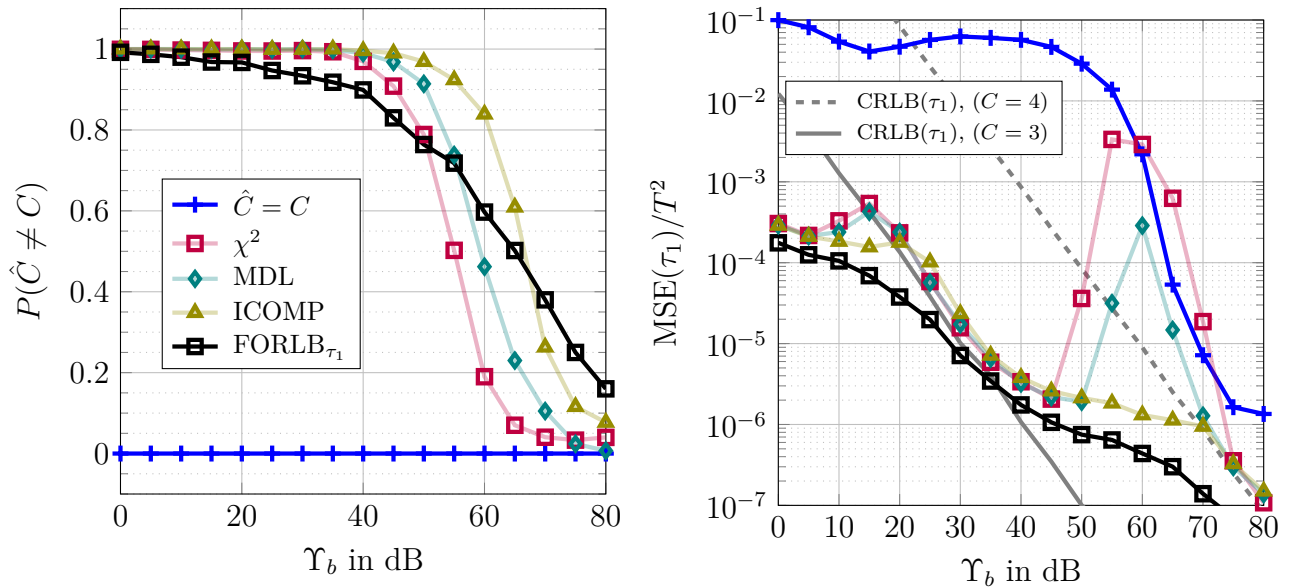 1
0.8
0.6
0.4
0.2
0
0 20 40 60 80
P(Ĉ ≠ C)
Υ_b in dB
Ĉ = C
χ²
MDL
ICOMP
FORLB_τ₁
10⁻¹
10⁻²
10⁻³
10⁻⁴
10⁻⁵
10⁻⁶
10⁻⁷
0 10 20 30 40 50 60 70 80
MSE(τ₁)/T²
Υ_b in dB
CRLB(τ₁), (C = 4)
CRLB(τ₁), (C = 3)